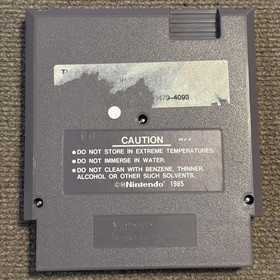 0479-4093
CAUTION
● DO NOT STORE IN EXTREME TEMPERATURES.
● DO NOT IMMERSE IN WATER.
● DO NOT CLEAN WITH BENZENE, THINNER,
ALCOHOL OR OTHER SUCH SOLVENTS.
©Nintendo 1985